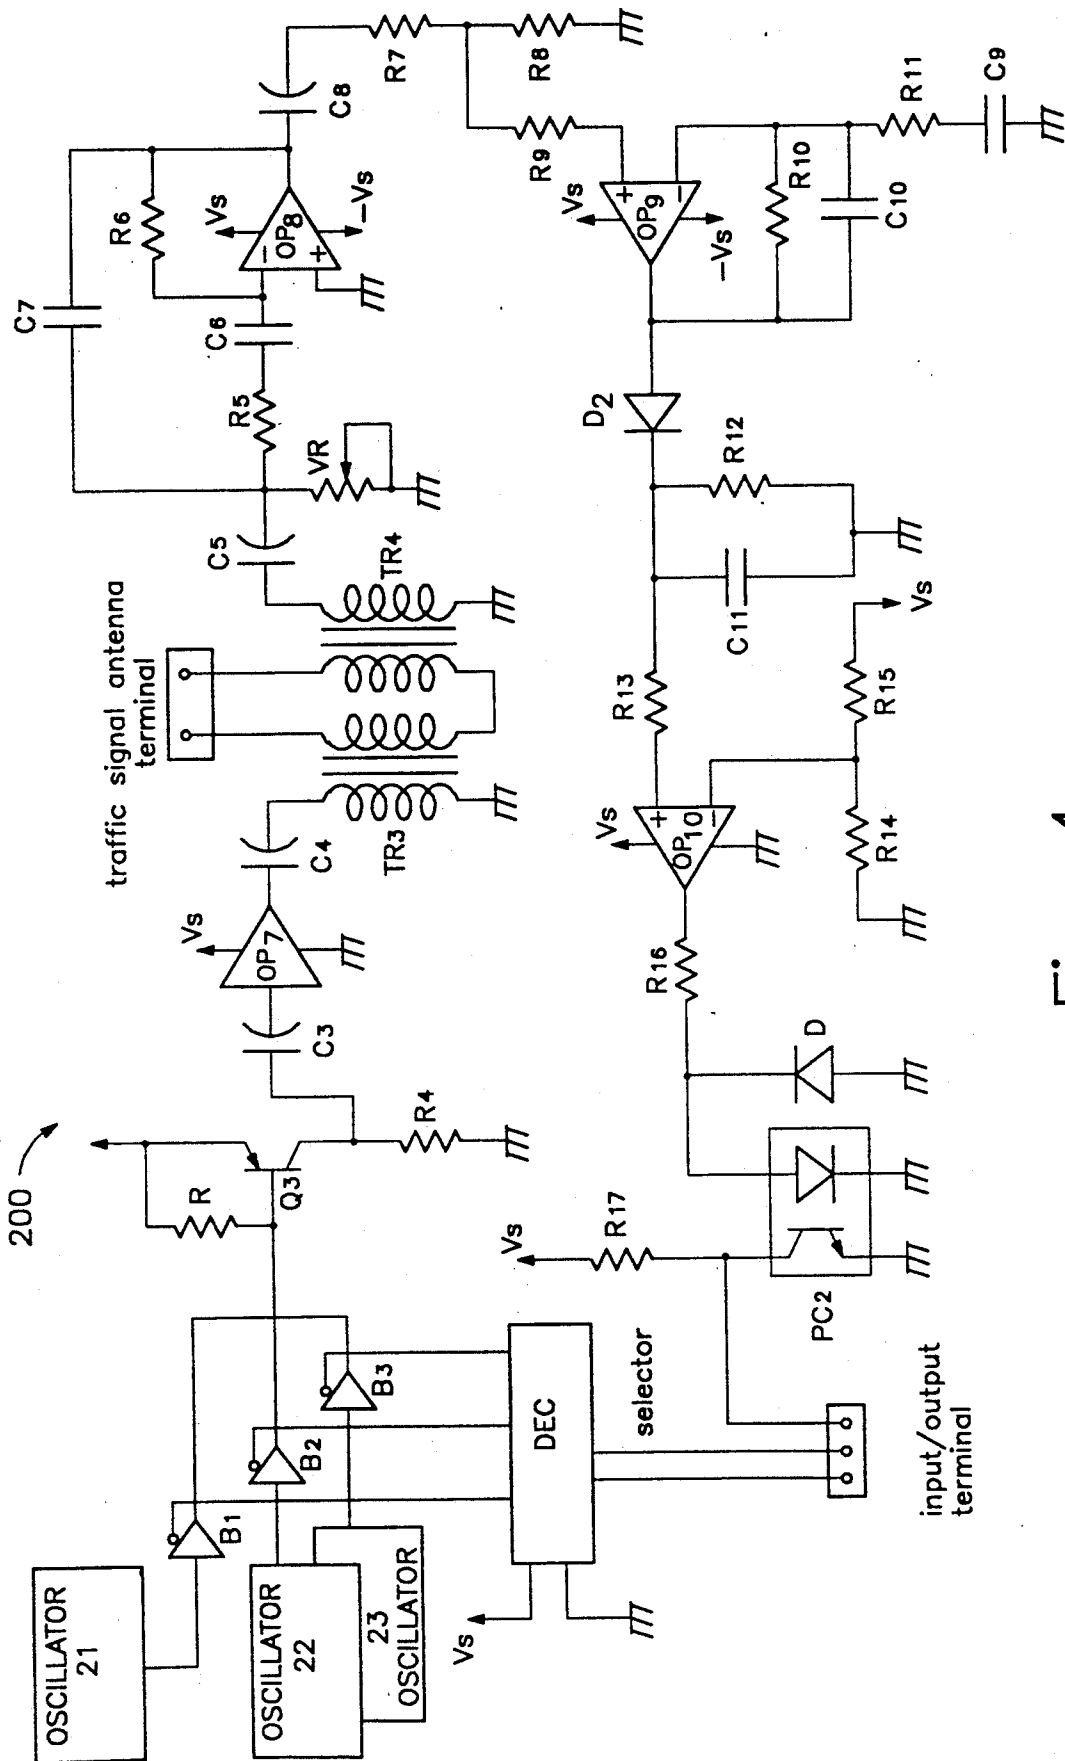 200
OSCILLATOR
21
OSCILLATOR
22
23
OSCILLATOR
B1
B2
B3
DEC
Vs
selector
input/output
terminal
R
Q3
R4
C3
Vs
OP7
C4
traffic signal antenna
terminal
TR3
TR4
C5
VR
R5
C6
C7
R6
Vs
OP8
-Vs
−
+
C8
R7
R8
R9
Vs
OP9
-Vs
+
−
R10
C10
R11
C9
D2
R12
C11
R13
Vs
OP10
+
−
R14
R15
Vs
R16
D
PC2
R17
Vs